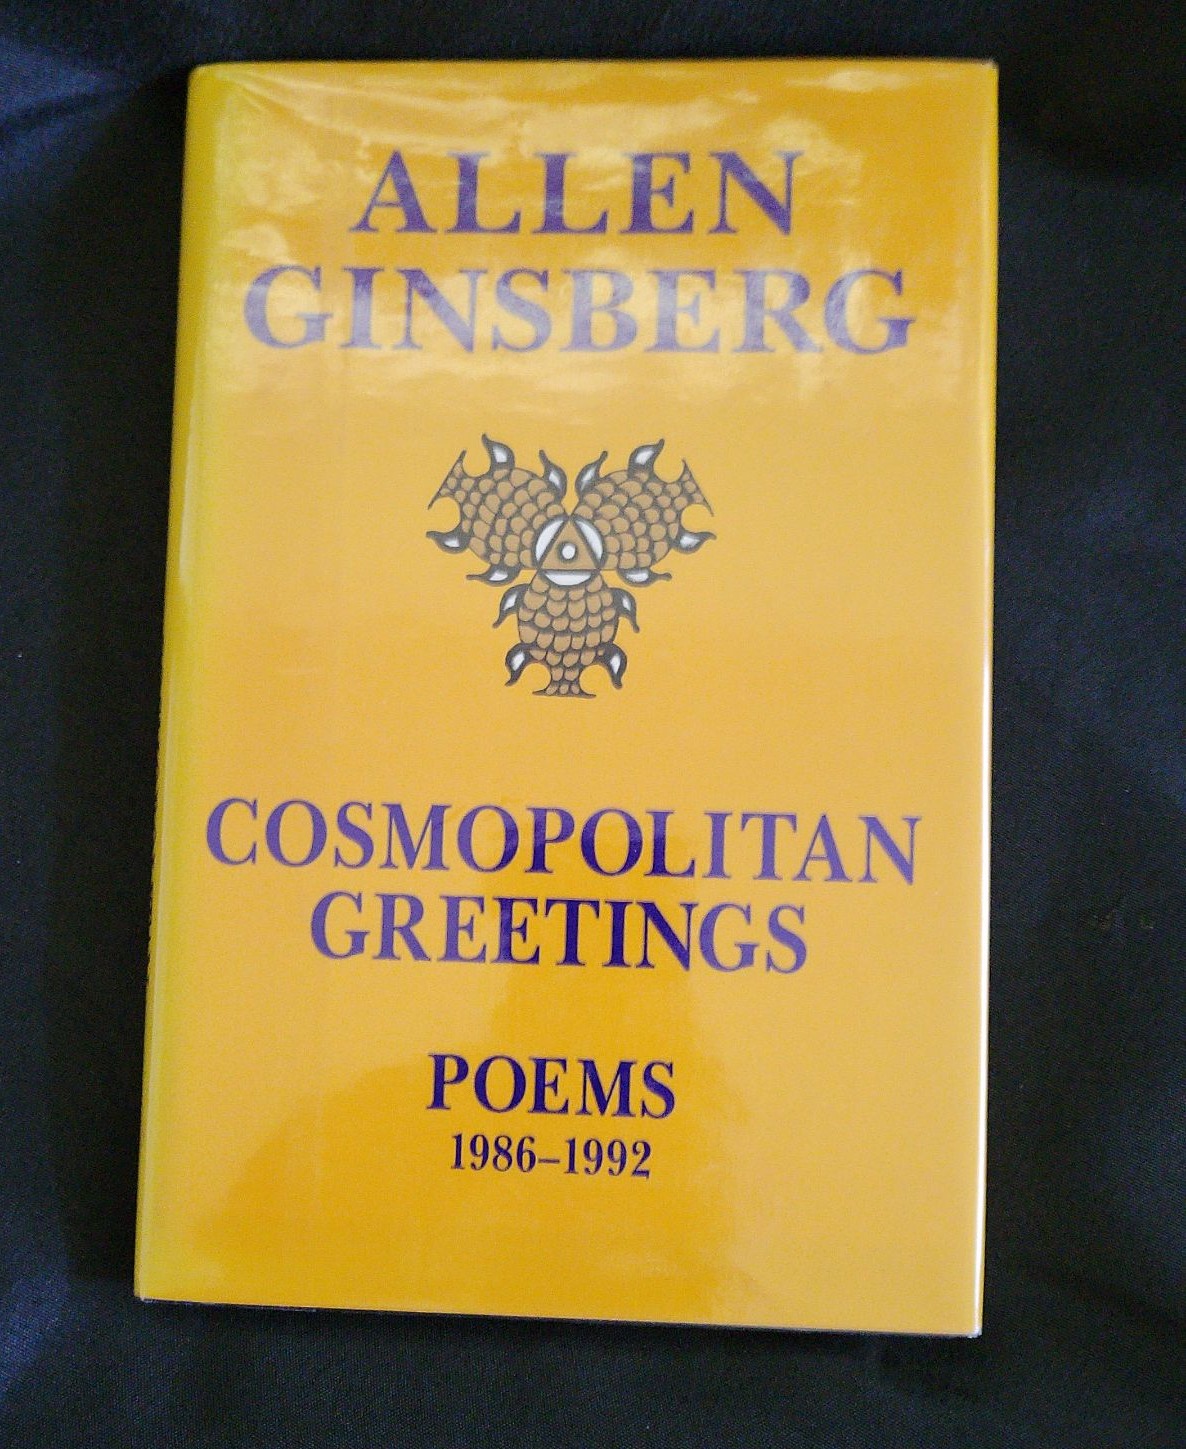 ALLEN
GINSBERG
COSMOPOLITAN
GREETINGS
POEMS
1986–1992